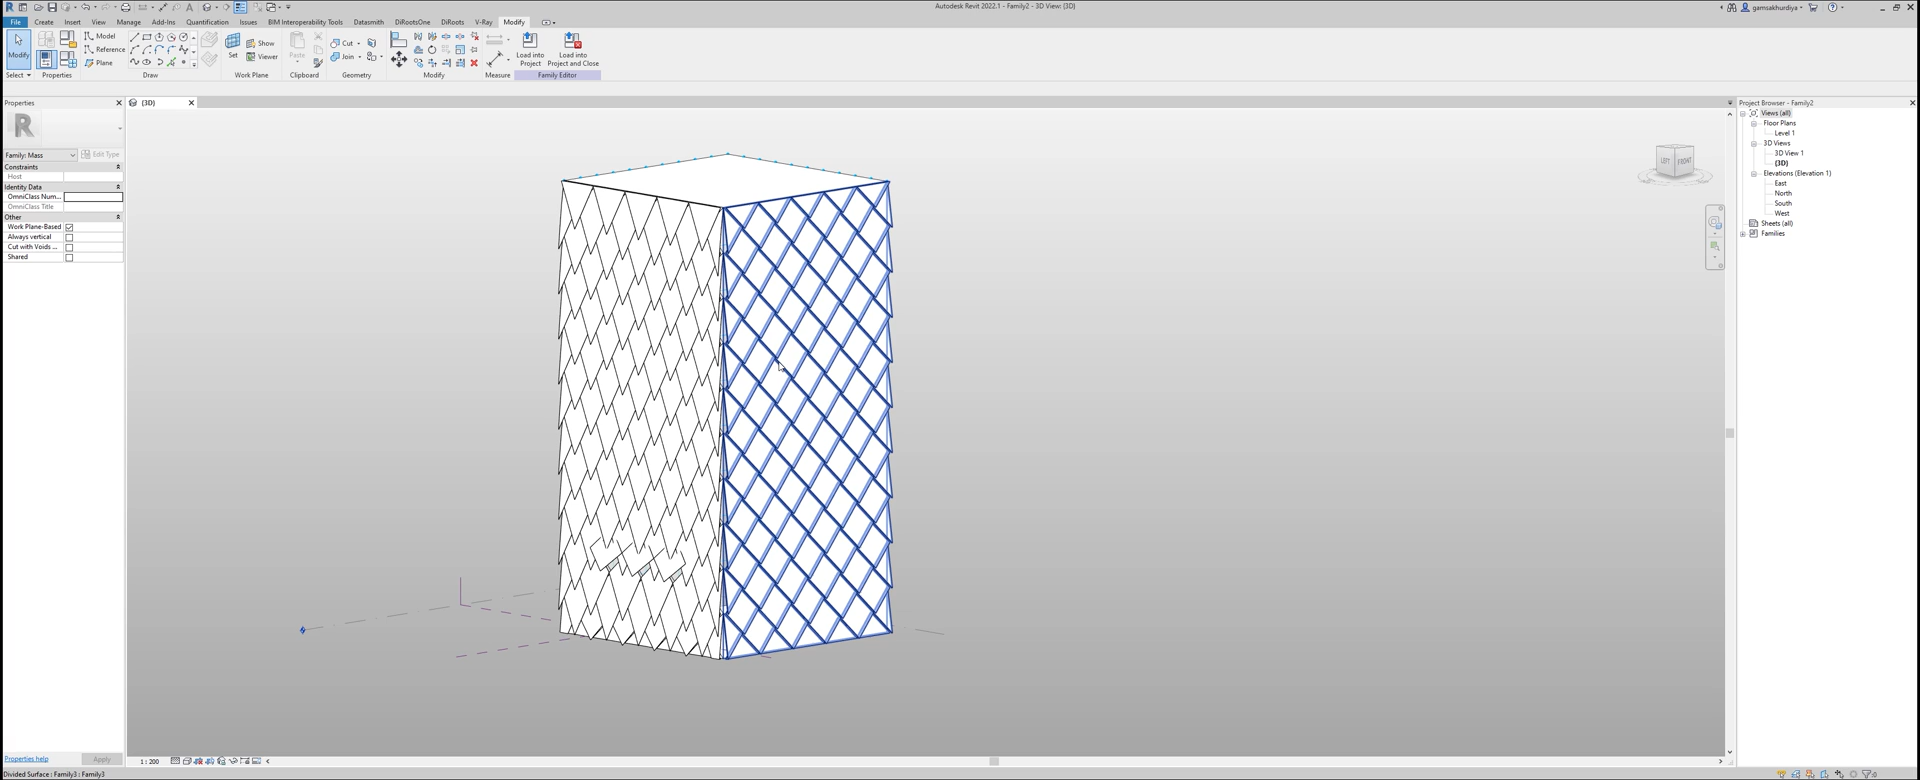 Autodesk Revit 2022.1 - Family2 - 3D View: {3D}
gamsakhurdiya
File Create Insert View Manage Add-Ins Quantification Issues BIM Interoperability Tools Datasmith DiRootsOne DiRoots V-Ray Modify
Modify
Select
Properties
Model
Reference
Plane
Draw
Set
Show
Viewer
Work Plane
Paste
Clipboard
Cut
Join
Geometry
Modify
Measure
Load into
Project
Load into
Project and Close
Family Editor
Properties
{3D}
Project Browser - Family2
Family: Mass
Edit Type
Constraints
Host
Identity Data
OmniClass Num...
OmniClass Title
Other
Work Plane-Based
Always vertical
Cut with Voids ...
Shared
LEFT
FRONT
Views (all)
Floor Plans
Level 1
3D Views
3D View 1
{3D}
Elevations (Elevation 1)
East
North
South
West
Sheets (all)
Families
Properties help
Apply
1 : 200
Divided Surface : Family3 : Family3
:0